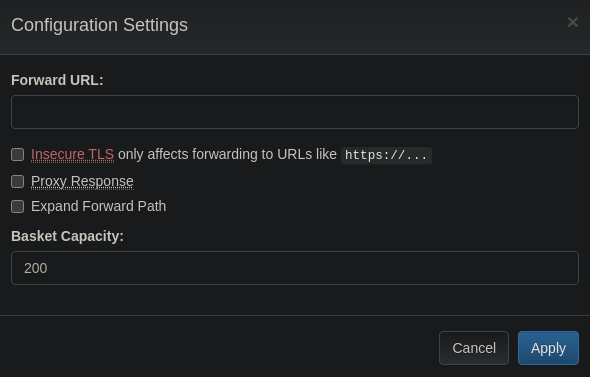 Configuration Settings ×
Forward URL:
Insecure TLS only affects forwarding to URLs like https://...
Proxy Response
Expand Forward Path
Basket Capacity:
200
Cancel Apply